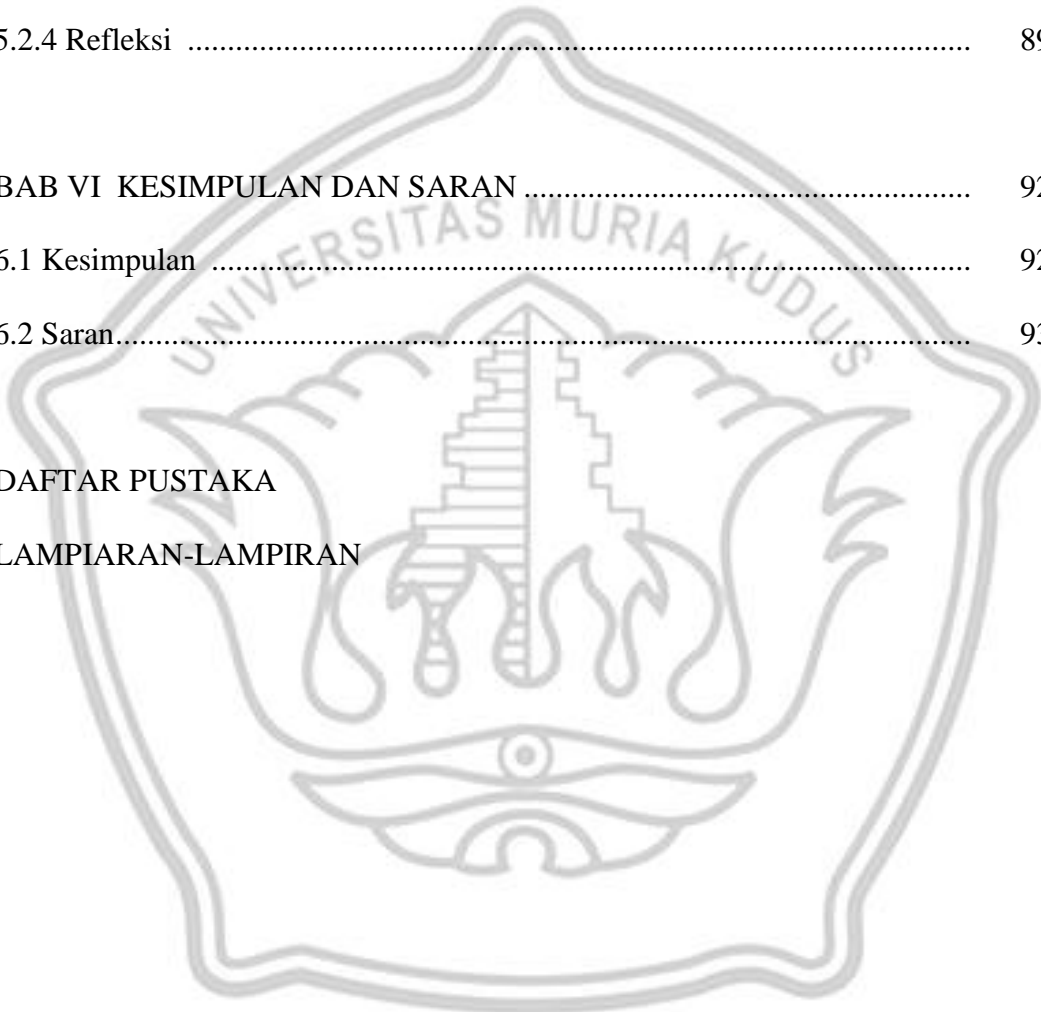 5.2.4 Refleksi ........................................................................................... 89
BAB VI  KESIMPULAN DAN SARAN ........................................................ 92
6.1 Kesimpulan ......................................................................................... 92
6.2 Saran.................................................................................................... 93
DAFTAR PUSTAKA
LAMPIARAN-LAMPIRAN
UNIVERSITAS MURIA KUDUS